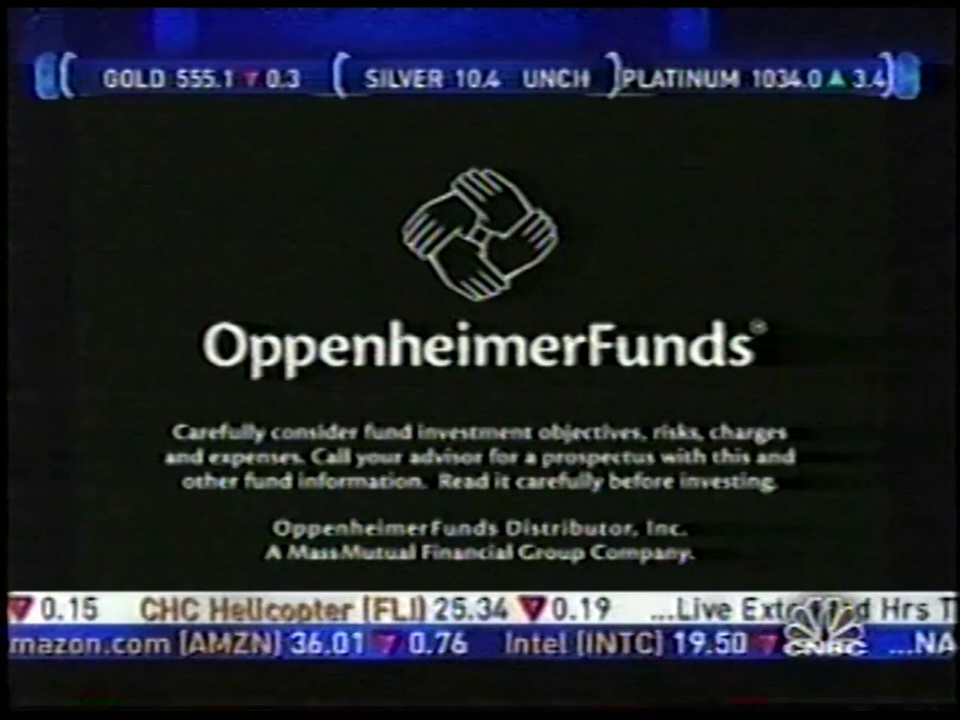 GOLD 555.1 ▼ 0.3 SILVER 10.4 UNCH PLATINUM 1034.0 ▲ 3.4
OppenheimerFunds®
Carefully consider fund investment objectives, risks, charges
and expenses. Call your advisor for a prospectus with this and
other fund information. Read it carefully before investing.
OppenheimerFunds Distributor, Inc.
A MassMutual Financial Group Company.
▼ 0.15 CHC Helicopter (FLI) 25.34 ▼ 0.19 ...Live Extended Hrs T
mazon.com (AMZN) 36.01 ▼ 0.76 Intel (INTC) 19.50 ▼ ...NA
CNBC